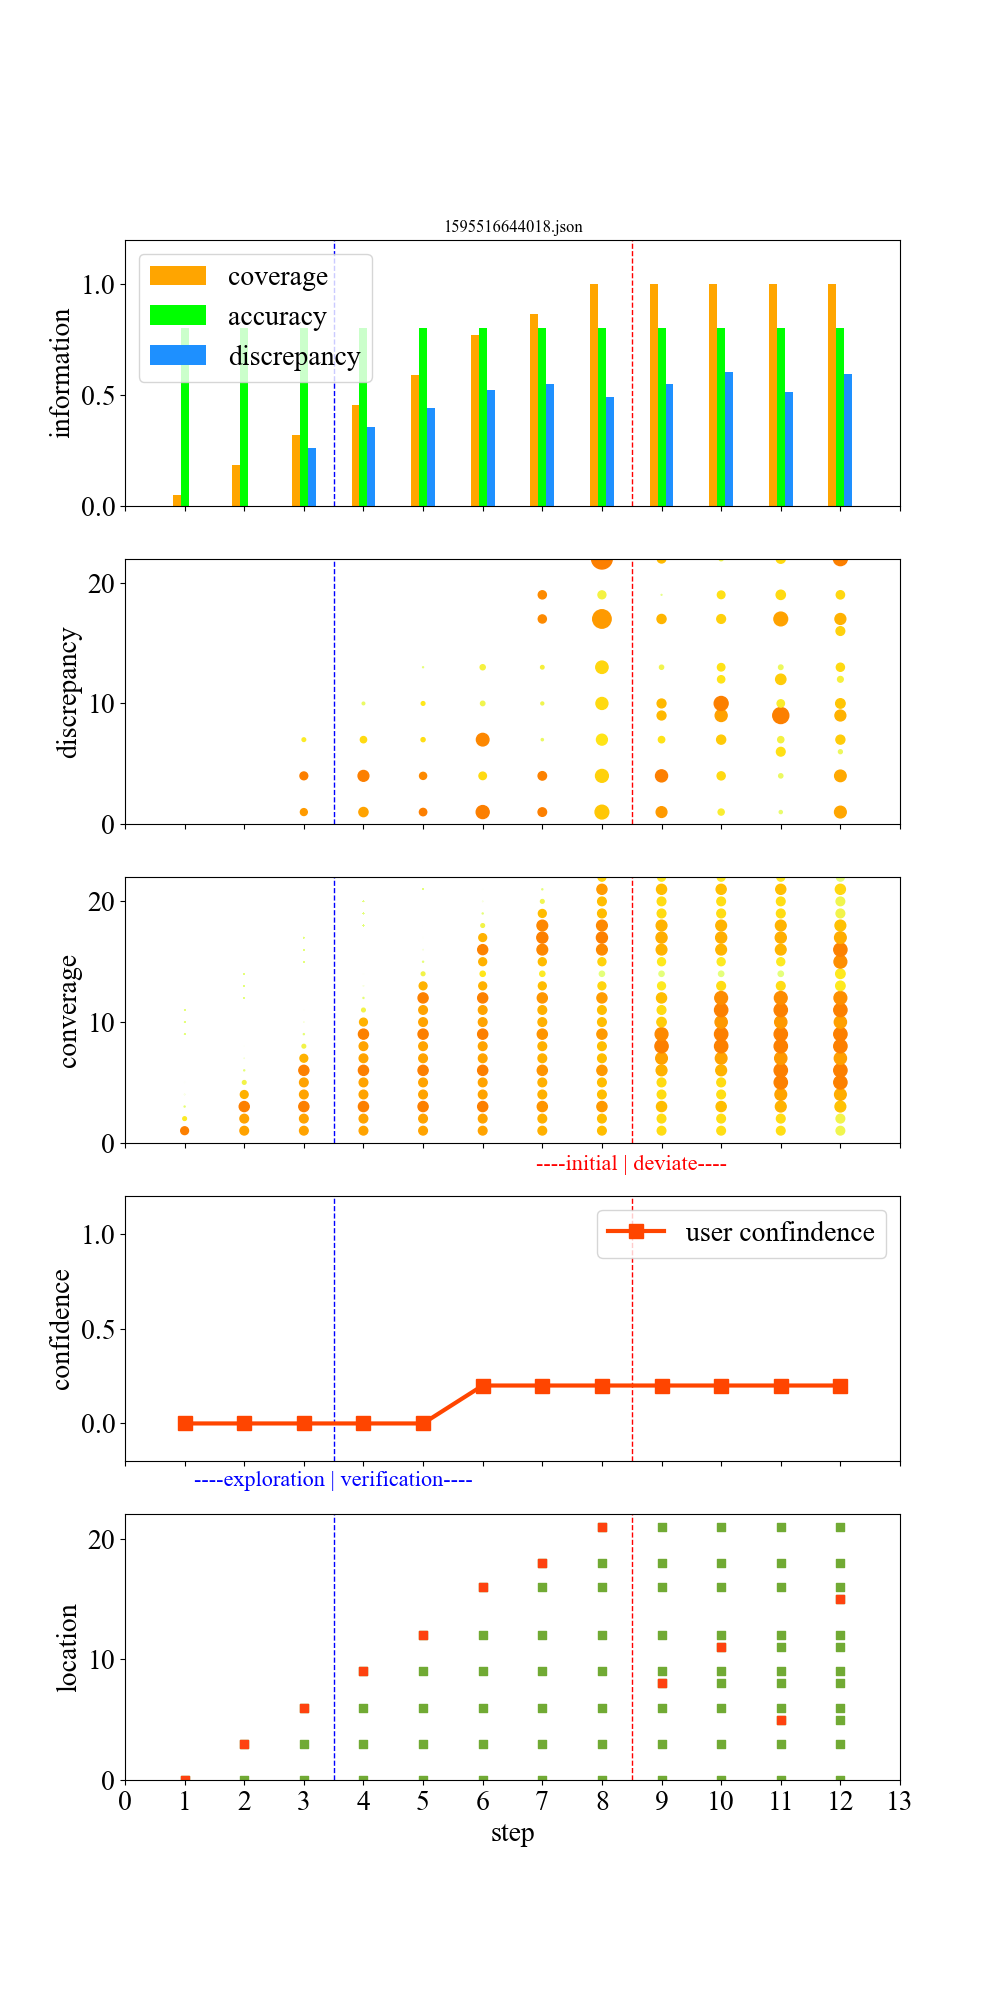 1595516644018.json
information
1.0
0.5
0.0
coverage
accuracy
discrepancy
discrepancy
20
10
0
converage
20
10
0
----initial | deviate----
confidence
1.0
0.5
0.0
user confindence
----exploration | verification----
location
20
10
0
0 1 2 3 4 5 6 7 8 9 10 11 12 13
step